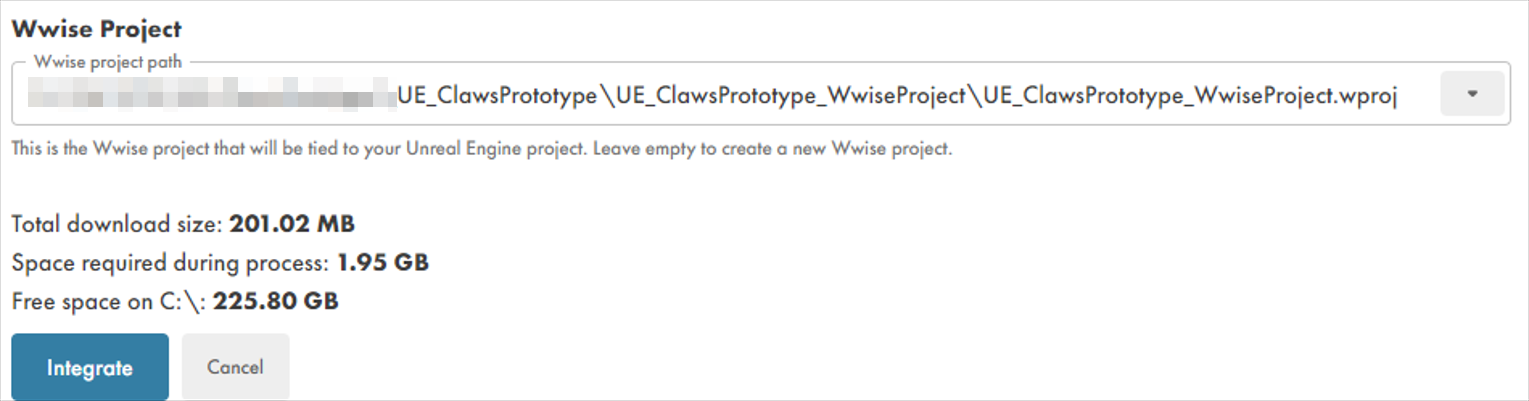 Wwise Project
Wwise project path
UE_ClawsPrototype\UE_ClawsPrototype_WwiseProject\UE_ClawsPrototype_WwiseProject.wproj
This is the Wwise project that will be tied to your Unreal Engine project. Leave empty to create a new Wwise project.
Total download size: 201.02 MB
Space required during process: 1.95 GB
Free space on C:\: 225.80 GB
Integrate
Cancel